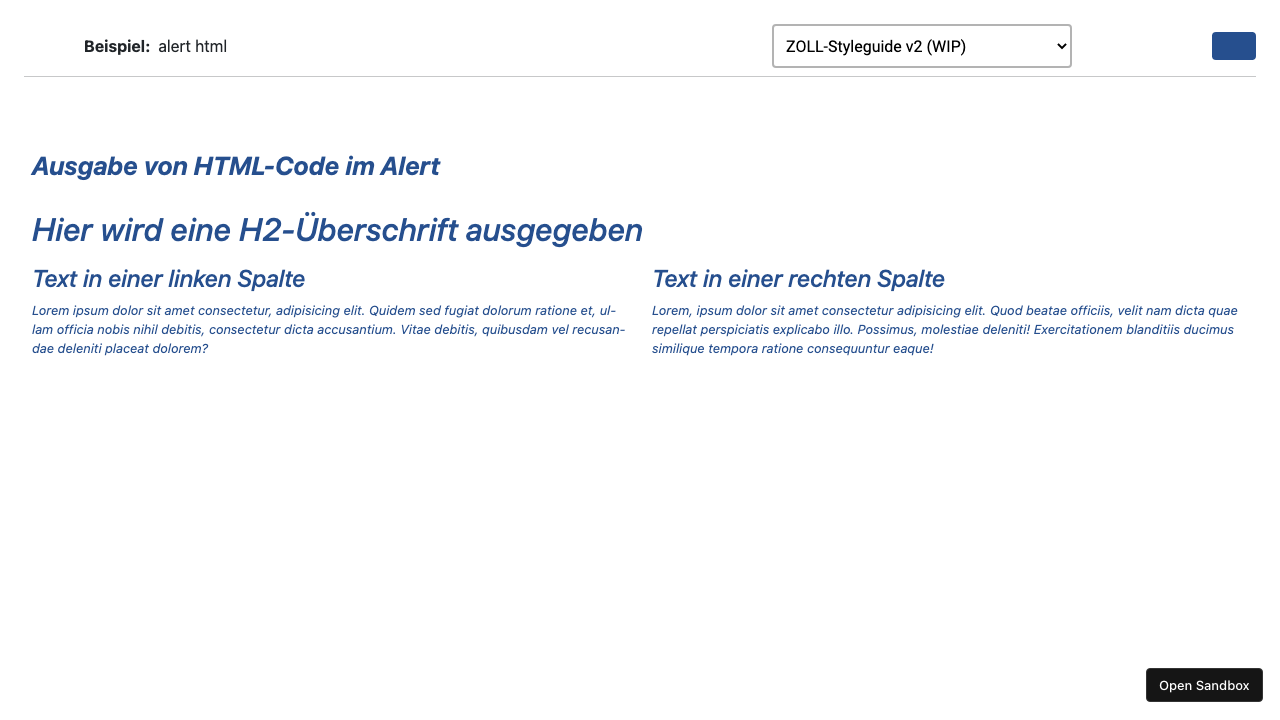 Beispiel: alert html
ZOLL-Styleguide v2 (WIP)
Ausgabe von HTML-Code im Alert
Hier wird eine H2-Überschrift ausgegeben
Text in einer linken Spalte
Lorem ipsum dolor sit amet consectetur, adipisicing elit. Quidem sed fugiat dolorum ratione et, ul-
lam officia nobis nihil debitis, consectetur dicta accusantium. Vitae debitis, quibusdam vel recusan-
dae deleniti placeat dolorem?
Text in einer rechten Spalte
Lorem, ipsum dolor sit amet consectetur adipisicing elit. Quod beatae officiis, velit nam dicta quae
repellat perspiciatis explicabo illo. Possimus, molestiae deleniti! Exercitationem blanditiis ducimus
similique tempora ratione consequuntur eaque!
Open Sandbox